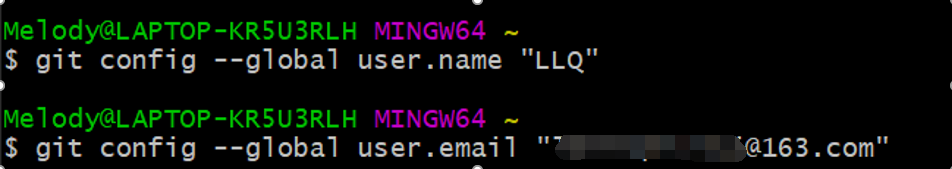 Melody@LAPTOP-KR5U3RLH MINGW64 ~
$ git config --global user.name "LLQ"
Melody@LAPTOP-KR5U3RLH MINGW64 ~
$ git config --global user.email "@163.com"